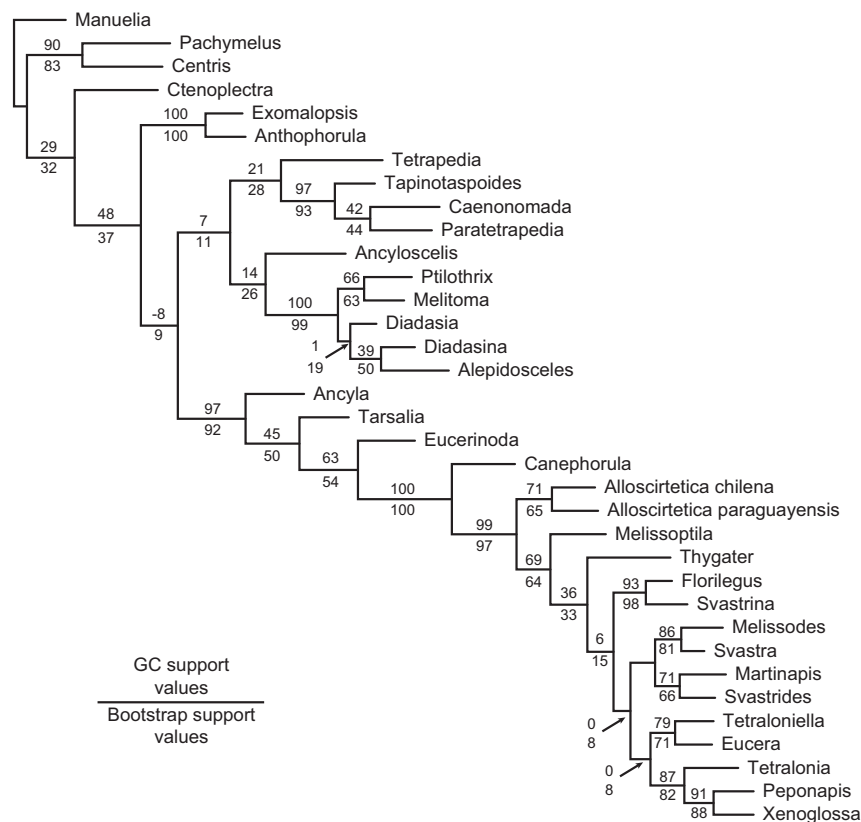 Manuelia
90
Pachymelus
83
Centris
Ctenoplectra
100
Exomalopsis
100
Anthophorula
29
32
21
Tetrapedia
28
97
Tapinotaspoides
93
42
Caenonomada
44
Paratetrapedia
48
37
7
11
Ancyloscelis
14
26
66
Ptilothrix
63
Melitoma
100
99
Diadasia
1
19
39
Diadasina
50
Alepidosceles
-8
9
Ancyla
97
92
Tarsalia
45
50
Eucerinoda
63
54
Canephorula
100
100
71
Alloscirtetica chilena
65
Alloscirtetica paraguayensis
99
97
Melissoptila
69
64
Thygater
36
33
93
Florilegus
98
Svastrina
6
15
86
Melissodes
81
Svastra
71
Martinapis
66
Svastrides
0
8
79
Tetraloniella
71
Eucera
0
8
87
Tetralonia
82
91
Peponapis
88
Xenoglossa
GC support
values
Bootstrap support
values